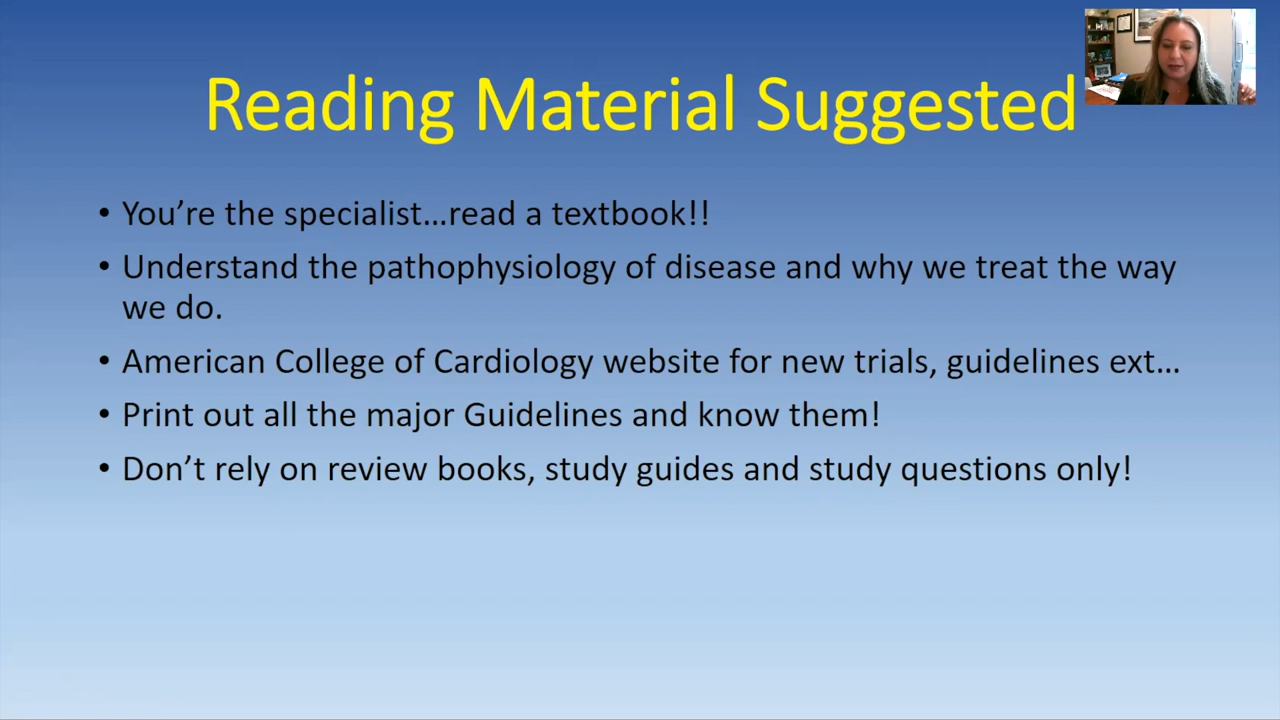 Reading Material Suggested
• You’re the specialist…read a textbook!!
• Understand the pathophysiology of disease and why we treat the way
we do.
• American College of Cardiology website for new trials, guidelines ext…
• Print out all the major Guidelines and know them!
• Don’t rely on review books, study guides and study questions only!